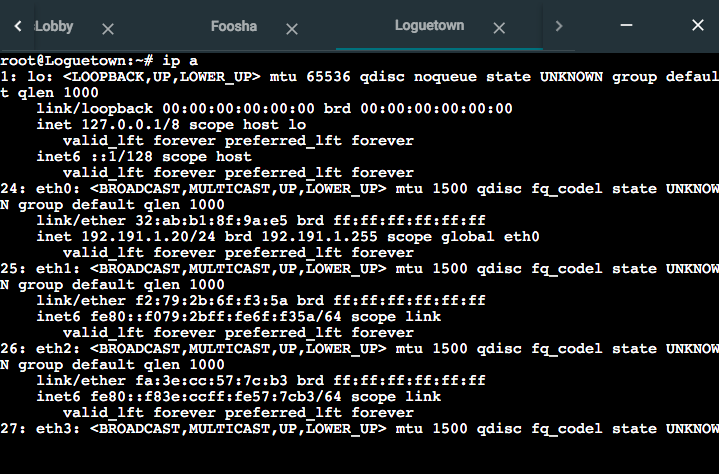 Lobby
Foosha
Loguetown
root@Loguetown:~# ip a
1: lo: <LOOPBACK,UP,LOWER_UP> mtu 65536 qdisc noqueue state UNKNOWN group defaul
t qlen 1000
    link/loopback 00:00:00:00:00:00 brd 00:00:00:00:00:00
    inet 127.0.0.1/8 scope host lo
       valid_lft forever preferred_lft forever
    inet6 ::1/128 scope host
       valid_lft forever preferred_lft forever
24: eth0: <BROADCAST,MULTICAST,UP,LOWER_UP> mtu 1500 qdisc fq_codel state UNKNOW
N group default qlen 1000
    link/ether 32:ab:b1:8f:9a:e5 brd ff:ff:ff:ff:ff:ff
    inet 192.191.1.20/24 brd 192.191.1.255 scope global eth0
       valid_lft forever preferred_lft forever
25: eth1: <BROADCAST,MULTICAST,UP,LOWER_UP> mtu 1500 qdisc fq_codel state UNKNOW
N group default qlen 1000
    link/ether f2:79:2b:6f:f3:5a brd ff:ff:ff:ff:ff:ff
    inet6 fe80::f079:2bff:fe6f:f35a/64 scope link
       valid_lft forever preferred_lft forever
26: eth2: <BROADCAST,MULTICAST,UP,LOWER_UP> mtu 1500 qdisc fq_codel state UNKNOW
N group default qlen 1000
    link/ether fa:3e:cc:57:7c:b3 brd ff:ff:ff:ff:ff:ff
    inet6 fe80::f83e:ccff:fe57:7cb3/64 scope link
       valid_lft forever preferred_lft forever
27: eth3: <BROADCAST,MULTICAST,UP,LOWER_UP> mtu 1500 qdisc fq_codel state UNKNOW